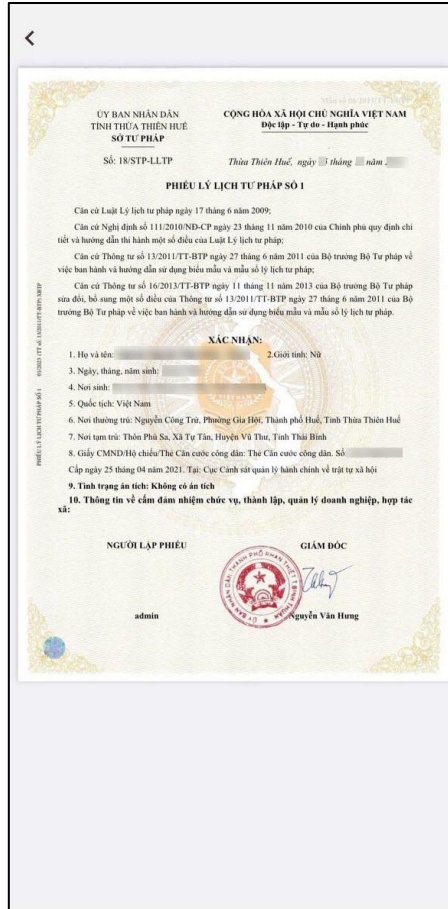 ỦY BAN NHÂN DÂN
TỈNH THỪA THIÊN HUẾ
SỞ TƯ PHÁP
CỘNG HÒA XÃ HỘI CHỦ NGHĨA VIỆT NAM
Độc lập - Tự do - Hạnh phúc
Số: 18/STP-LLTP
Thừa Thiên Huế, ngày tháng năm
PHIẾU LÝ LỊCH TƯ PHÁP SỐ 1
Căn cứ Luật Lý lịch tư pháp ngày 17 tháng 6 năm 2009;
Căn cứ Nghị định số 111/2010/NĐ-CP ngày 23 tháng 11 năm 2010 của Chính phủ quy định chi
tiết và hướng dẫn thi hành một số điều của Luật Lý lịch tư pháp;
Căn cứ Thông tư số 13/2011/TT-BTP ngày 27 tháng 6 năm 2011 của Bộ trưởng Bộ Tư pháp về
việc ban hành và hướng dẫn sử dụng biểu mẫu và mẫu sổ lý lịch tư pháp;
Căn cứ Thông tư số 16/2013/TT-BTP ngày 11 tháng 11 năm 2013 của Bộ trưởng Bộ Tư pháp
sửa đổi, bổ sung một số điều của Thông tư số 13/2011/TT-BTP ngày 27 tháng 6 năm 2011 của Bộ
trưởng Bộ Tư pháp về việc ban hành và hướng dẫn sử dụng biểu mẫu và mẫu sổ lý lịch tư pháp.
XÁC NHẬN:
1. Họ và tên: 2.Giới tính: Nữ
3. Ngày, tháng, năm sinh:
4. Nơi sinh:
5. Quốc tịch: Việt Nam
6. Nơi thường trú: Nguyễn Công Trứ, Phường Gia Hội, Thành phố Huế, Tỉnh Thừa Thiên Huế
7. Nơi tạm trú: Thôn Phù Sa, Xã Tự Tân, Huyện Vũ Thư, Tỉnh Thái Bình
8. Giấy CMND/Hộ chiếu/Thẻ Căn cước công dân: Thẻ Căn cước công dân. Số
Cấp ngày 25 tháng 04 năm 2021. Tại: Cục Cảnh sát quản lý hành chính về trật tự xã hội
9. Tình trạng án tích: Không có án tích
10. Thông tin về cấm đảm nhiệm chức vụ, thành lập, quản lý doanh nghiệp, hợp tác
xã:
NGƯỜI LẬP PHIẾU
GIÁM ĐỐC
ỦY BAN NHÂN DÂN THÀNH PHỐ PHAN THIẾT T.BÌNH THUẬN
admin
Nguyễn Văn Hưng
PHIẾU LÝ LỊCH TƯ PHÁP SỐ 1